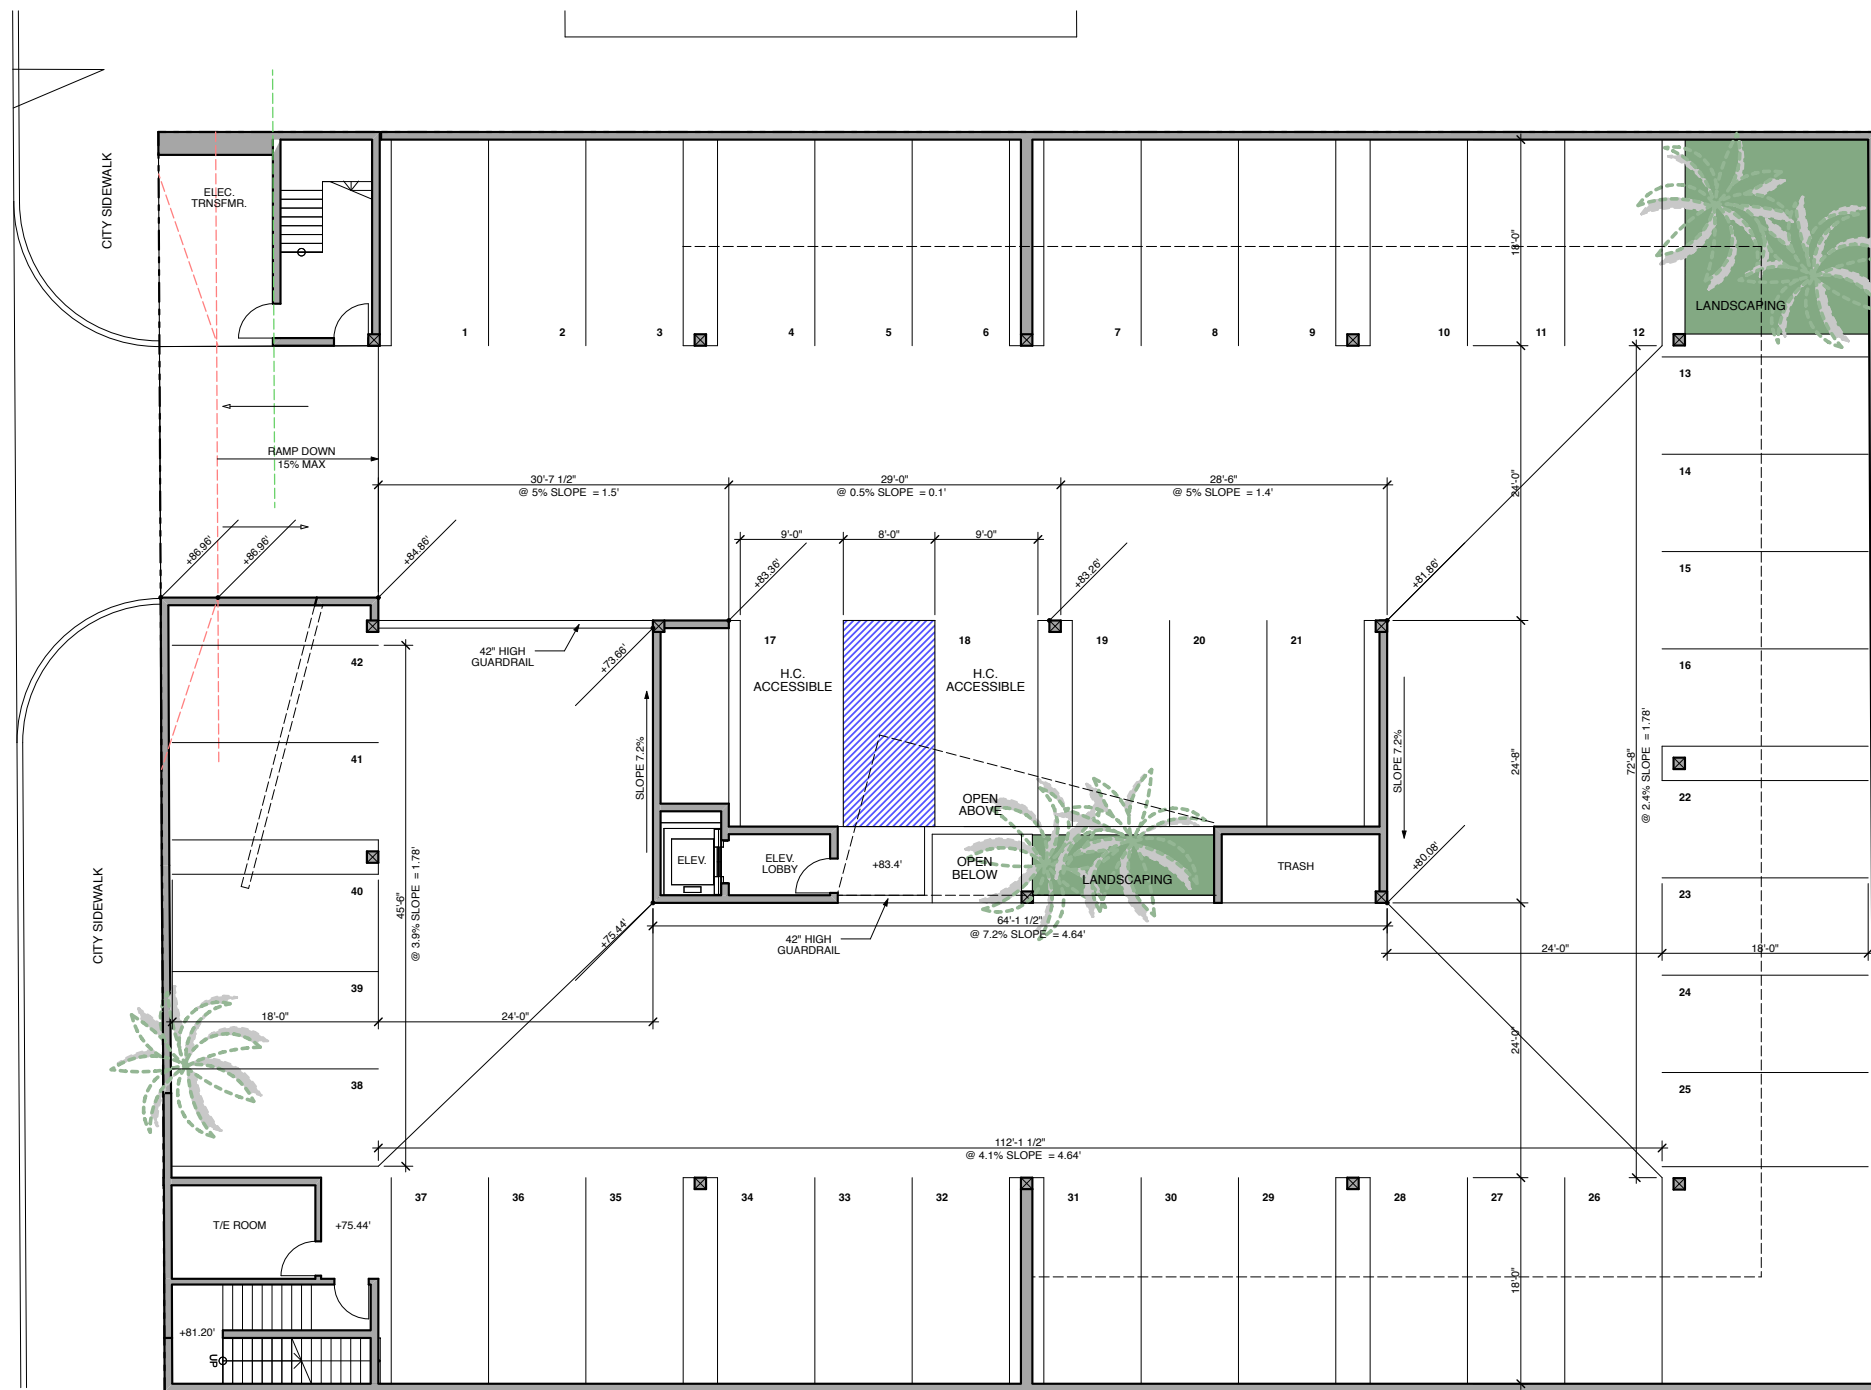 CITY SIDEWALK
ELEC.
TRNSFMR.
1
2
3
4
5
6
7
8
9
10
11
12
18'-0"
LANDSCAPING
13
14
15
16
RAMP DOWN
15% MAX
30'-7 1/2"
@ 5% SLOPE = 1.5'
29'-0"
@ 0.5% SLOPE = 0.1'
28'-6"
@ 5% SLOPE = 1.4'
24'-0"
+86.96'
+86.96'
+84.86'
9'-0"
8'-0"
9'-0"
+83.36'
+83.26'
+81.86'
42" HIGH
GUARDRAIL
+73.66'
17
H.C.
ACCESSIBLE
18
H.C.
ACCESSIBLE
19
20
21
SLOPE 7.2%
SLOPE 7.2%
24'-8"
72'-8"
@ 2.4% SLOPE = 1.78'
42
41
40
39
38
45'-6"
@ 3.9% SLOPE = 1.78'
CITY SIDEWALK
OPEN
ABOVE
ELEV.
ELEV.
LOBBY
+83.4'
OPEN
BELOW
LANDSCAPING
TRASH
+80.08'
22
23
24
25
+75.44'
42" HIGH
GUARDRAIL
64'-1 1/2"
@ 7.2% SLOPE = 4.64'
24'-0"
18'-0"
18'-0"
24'-0"
24'-0"
112'-1 1/2"
@ 4.1% SLOPE = 4.64'
37
36
35
34
33
32
31
30
29
28
27
26
T/E ROOM
+75.44'
18'-0"
+81.20'
UP